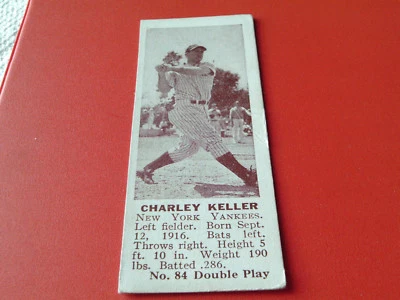 CHARLEY KELLER
NEW YORK YANKEES.
Left fielder. Born Sept.
12, 1916. Bats left.
Throws right. Height 5
ft. 10 in. Weight 190
lbs. Batted .286.
No. 84 Double Play